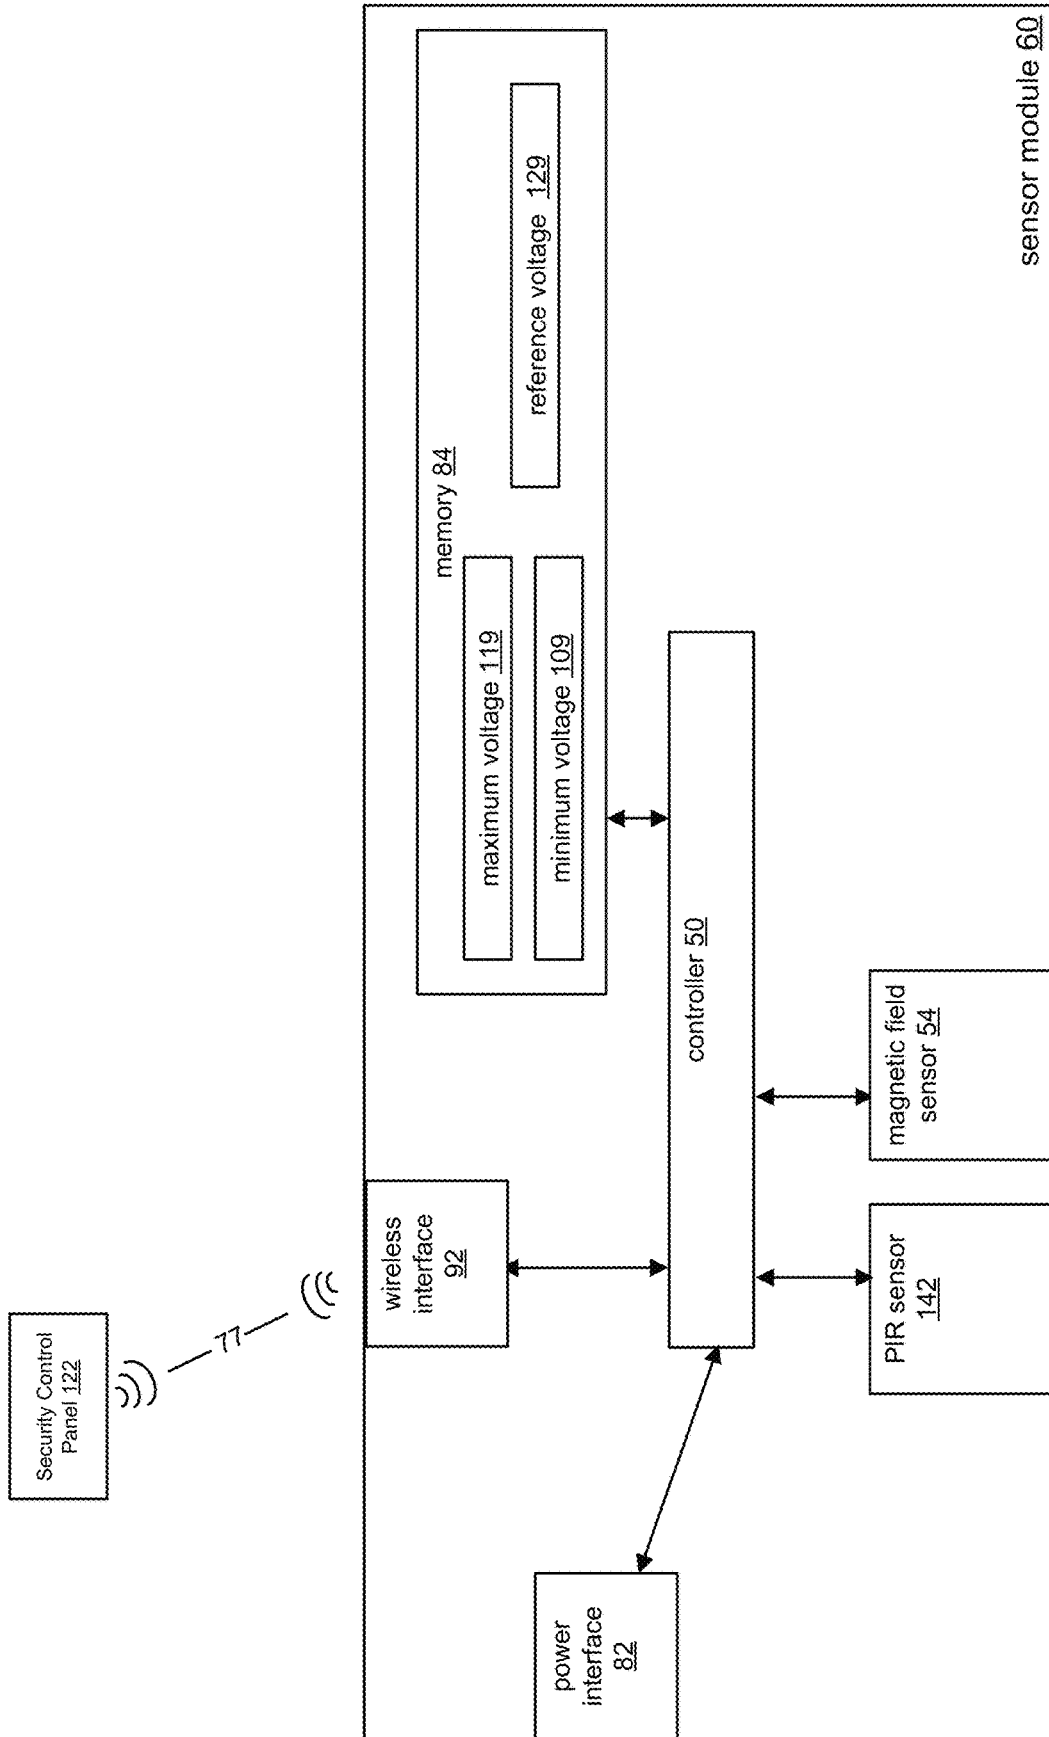 Security Control
Panel 122
77
wireless
interface
92
memory 84
maximum voltage 119
minimum voltage 109
reference voltage 129
power
interface
82
controller 50
PIR sensor
142
magnetic field
sensor 54
sensor module 60